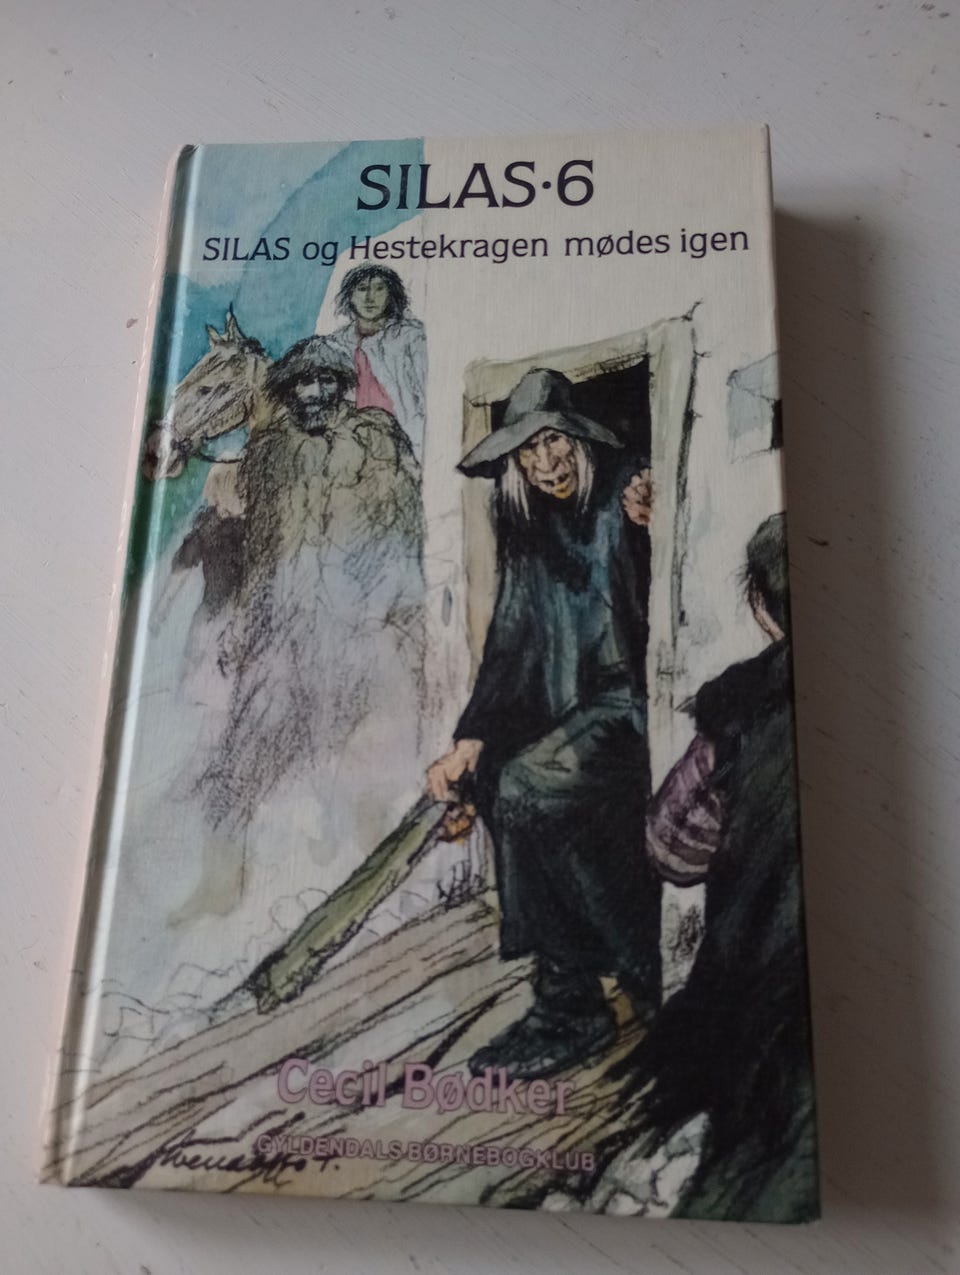 SILAS·6
SILAS og Hestekragen mødes igen
Cecil Bødker
GYLDENDALS BØRNEBOGKLUB